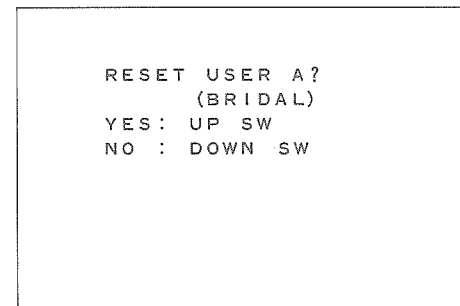 RESET USER A?
(BRIDAL)
YES: UP SW
NO : DOWN SW